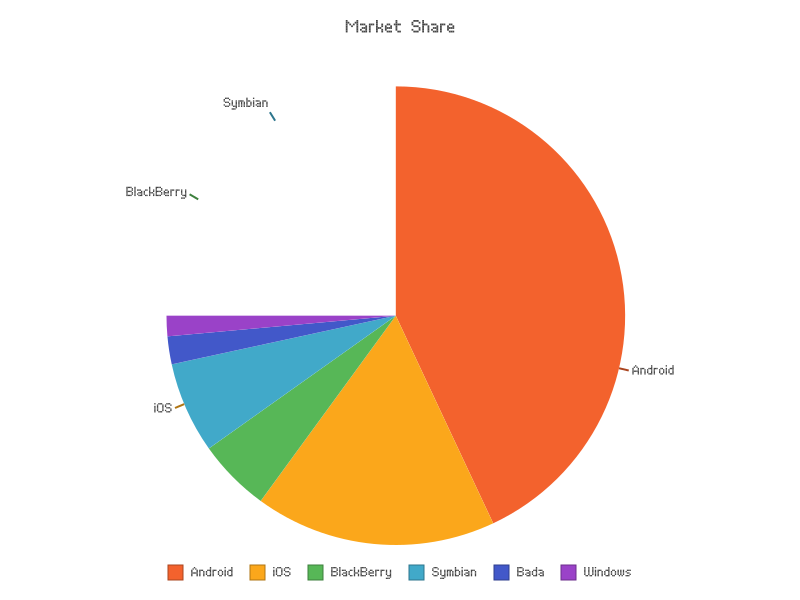 Market Share
Symbian
BlackBerry
Android
iOS
Android iOS BlackBerry Symbian Bada Windows